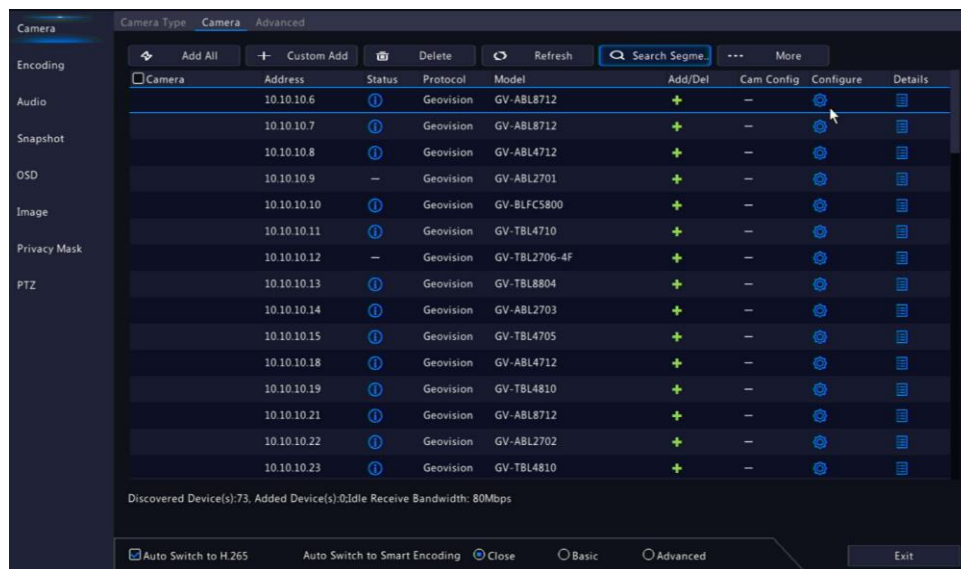 Camera
Encoding
Audio
Snapshot
OSD
Image
Privacy Mask
PTZ
Camera Type Camera Advanced
Add All Custom Add Delete Refresh Search Segme.. More
Camera Address Status Protocol Model Add/Del Cam Config Configure Details
10.10.10.6 Geovision GV-ABL8712 –
10.10.10.7 Geovision GV-ABL8712 –
10.10.10.8 Geovision GV-ABL4712 –
10.10.10.9 – Geovision GV-ABL2701 –
10.10.10.10 Geovision GV-BLFC5800 –
10.10.10.11 Geovision GV-TBL4710 –
10.10.10.12 – Geovision GV-TBL2706-4F –
10.10.10.13 Geovision GV-TBL8804 –
10.10.10.14 Geovision GV-ABL2703 –
10.10.10.15 Geovision GV-TBL4705 –
10.10.10.18 Geovision GV-ABL4712 –
10.10.10.19 Geovision GV-TBL4810 –
10.10.10.21 Geovision GV-ABL8712 –
10.10.10.22 Geovision GV-ABL2702 –
10.10.10.23 Geovision GV-TBL4810 –
Discovered Device(s):73, Added Device(s):0;Idle Receive Bandwidth: 80Mbps
Auto Switch to H.265 Auto Switch to Smart Encoding Close Basic Advanced Exit